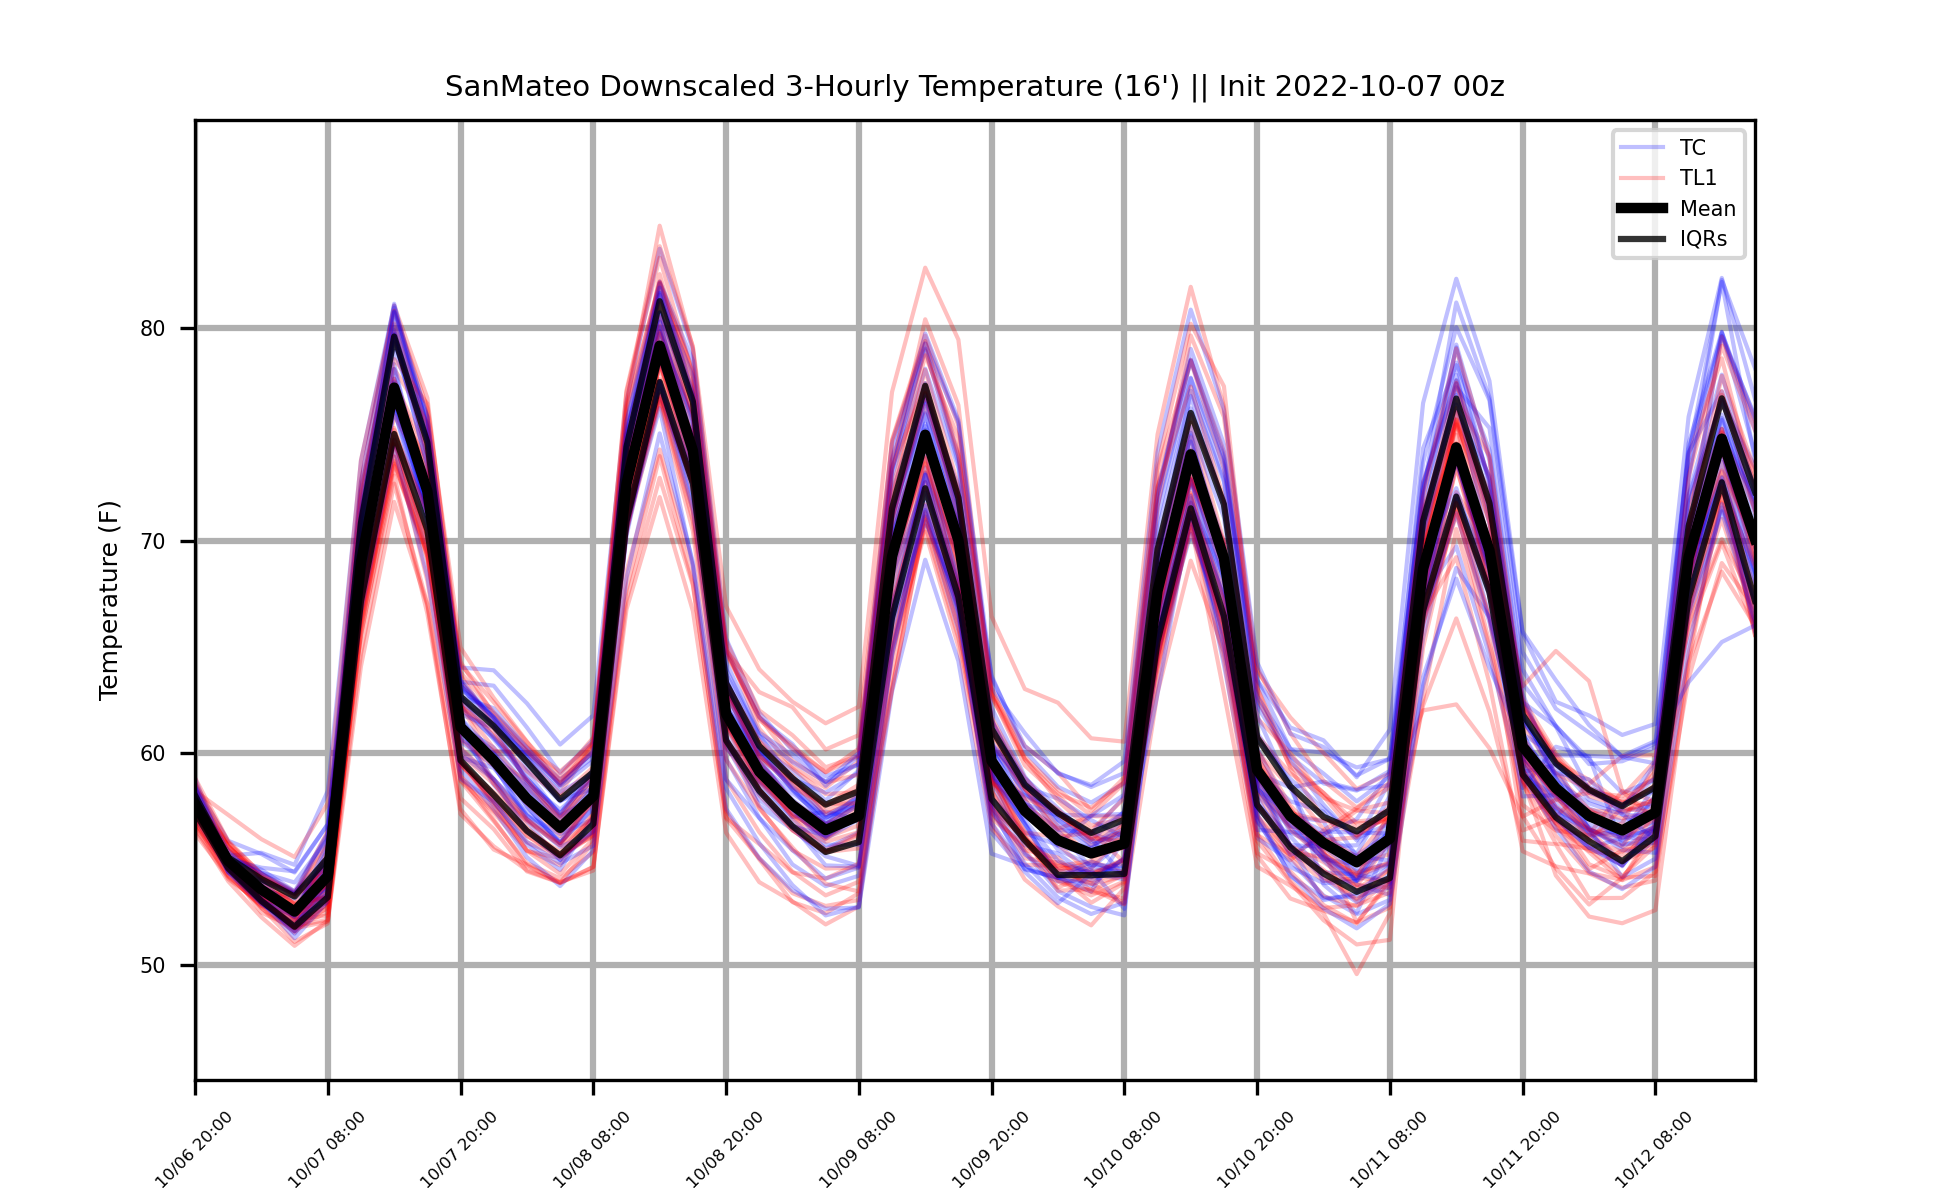 SanMateo Downscaled 3-Hourly Temperature (16') || Init 2022-10-07 00z
TC
TL1
Mean
IQRs
Temperature (F)
80
70
60
50
10/06 20:00
10/07 08:00
10/07 20:00
10/08 08:00
10/08 20:00
10/09 08:00
10/09 20:00
10/10 08:00
10/10 20:00
10/11 08:00
10/11 20:00
10/12 08:00